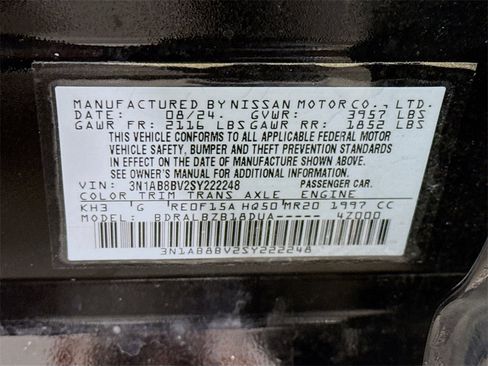 MANUFACTURED BY NISSAN MOTOR CO., LTD.
DATE: 08/24. GVWR: 3957 LBS
GAWR FR: 2116 LBS GAWR RR: 1852 LBS
THIS VEHICLE CONFORMS TO ALL
APPLICABLE FEDERAL MOTOR VEHICLE
SAFETY, BUMPER AND THEFT PREVENTION STANDARDS
IN EFFECT ON THE DATE OF MANUFACTURE SHOWN ABOVE.
SEE OWNER'S MANUAL FOR ADDITIONAL INFORMATION.
VIN: 3N1AB8BV2SY222248 PASSENGER CAR.
COLOR TRIM TRANS AXLE ENGINE
KH3 G RE0F15A HQ50 MR20 1997 CC
MODEL: BDRALBZB18DUA----- 4Z000
3N1AB8BV2SY222248